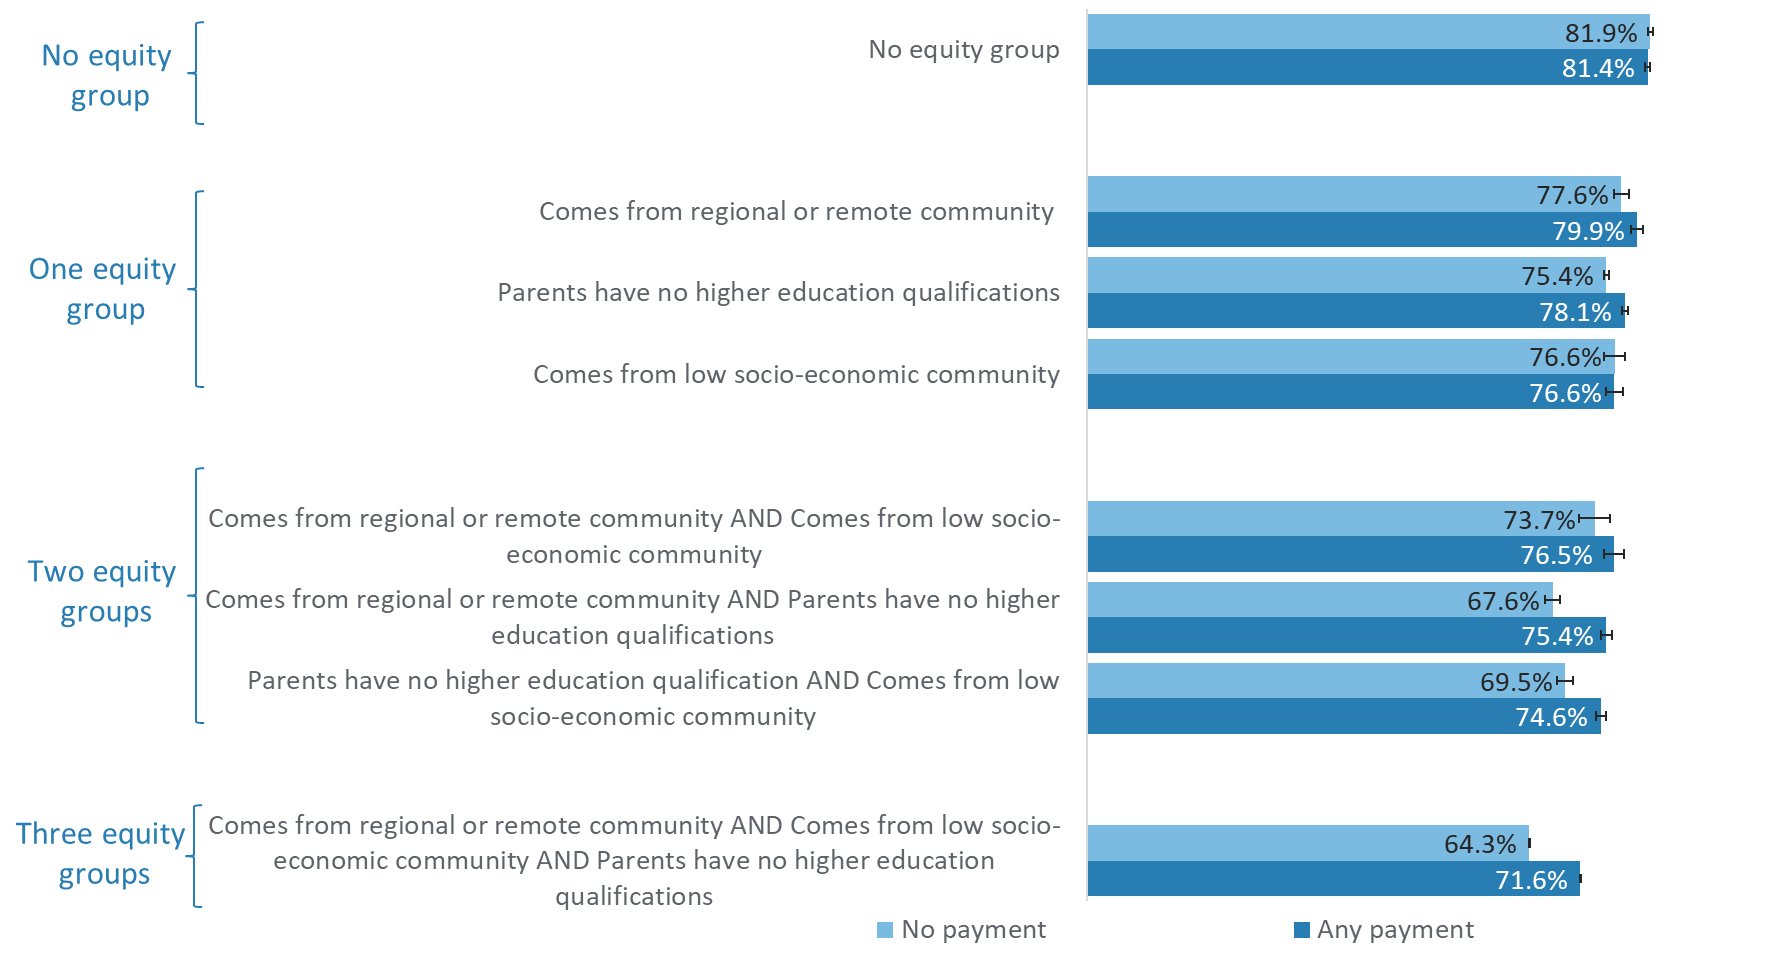 No equity
group
No equity group
81.9%
81.4%
One equity
group
Comes from regional or remote community
77.6%
79.9%
Parents have no higher education qualifications
75.4%
78.1%
Comes from low socio-economic community
76.6%
76.6%
Two equity
groups
Comes from regional or remote community AND Comes from low socio-
economic community
73.7%
76.5%
Comes from regional or remote community AND Parents have no higher
education qualifications
67.6%
75.4%
Parents have no higher education qualification AND Comes from low
socio-economic community
69.5%
74.6%
Three equity
groups
Comes from regional or remote community AND Comes from low socio-
economic community AND Parents have no higher education
qualifications
64.3%
71.6%
No payment
Any payment